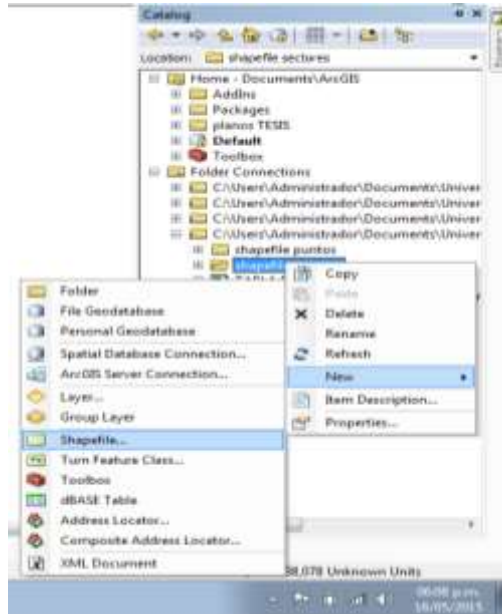 Catalog
Location: shapefile sectores
Home - Documents\ArcGIS
AddIns
Packages
planos TESIS
Default
Toolbox
Folder Connections
C:\Users\Administrador\Documents\Univer
C:\Users\Administrador\Documents\Univer
C:\Users\Administrador\Documents\Univer
C:\Users\Administrador\Documents\Univer
shapefile puntos
Copy
Paste
Delete
Rename
Refresh
New
Item Description...
Properties...
Folder
File Geodatabase
Personal Geodatabase
Spatial Database Connection...
ArcGIS Server Connection...
Layer...
Group Layer
Shapefile...
Turn Feature Class...
Toolbox
dBASE Table
Address Locator...
Composite Address Locator...
XML Document
Unknown Units